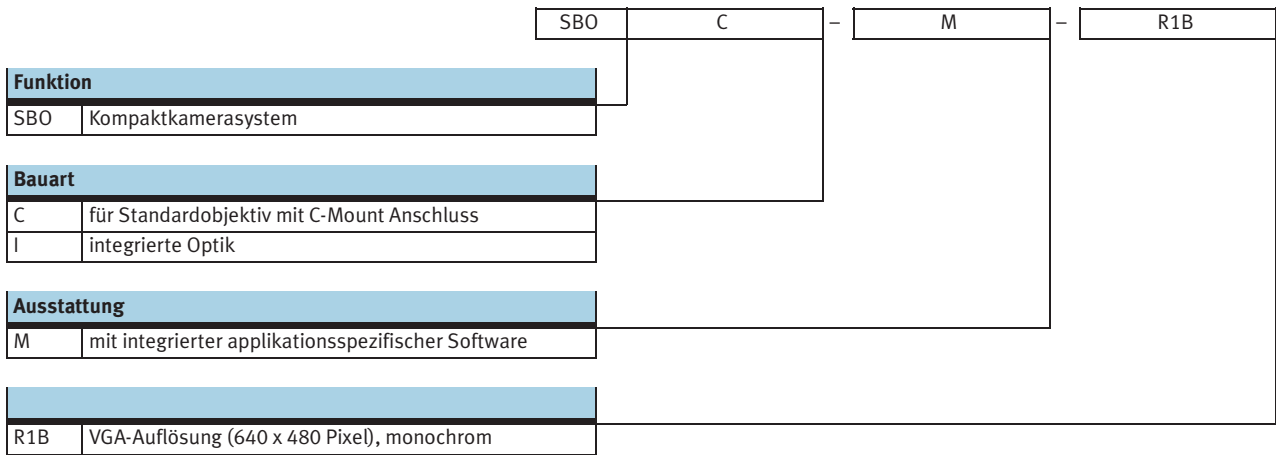 SBO C – M – R1B
Funktion
SBO Kompaktkamerasystem
Bauart
C für Standardobjektiv mit C-Mount Anschluss
I integrierte Optik
Ausstattung
M mit integrierter applikationsspezifischer Software
R1B VGA-Auflösung (640 x 480 Pixel), monochrom